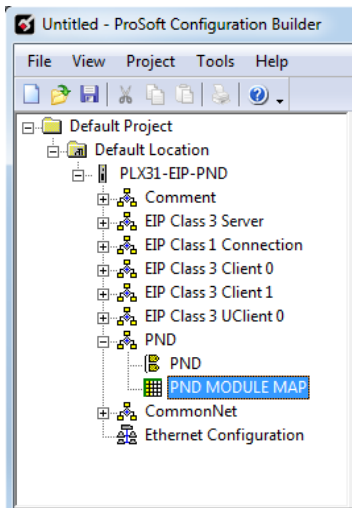 Untitled - ProSoft Configuration Builder
File View Project Tools Help
Default Project
Default Location
PLX31-EIP-PND
Comment
EIP Class 3 Server
EIP Class 1 Connection
EIP Class 3 Client 0
EIP Class 3 Client 1
EIP Class 3 UClient 0
PND
PND
PND MODULE MAP
CommonNet
Ethernet Configuration